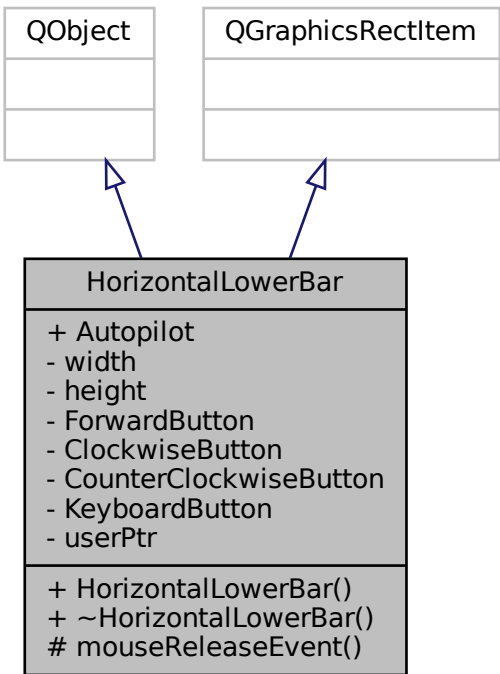 QObject
QGraphicsRectItem
HorizontalLowerBar
+ Autopilot
- width
- height
- ForwardButton
- ClockwiseButton
- CounterClockwiseButton
- KeyboardButton
- userPtr
+ HorizontalLowerBar()
+ ~HorizontalLowerBar()
# mouseReleaseEvent()